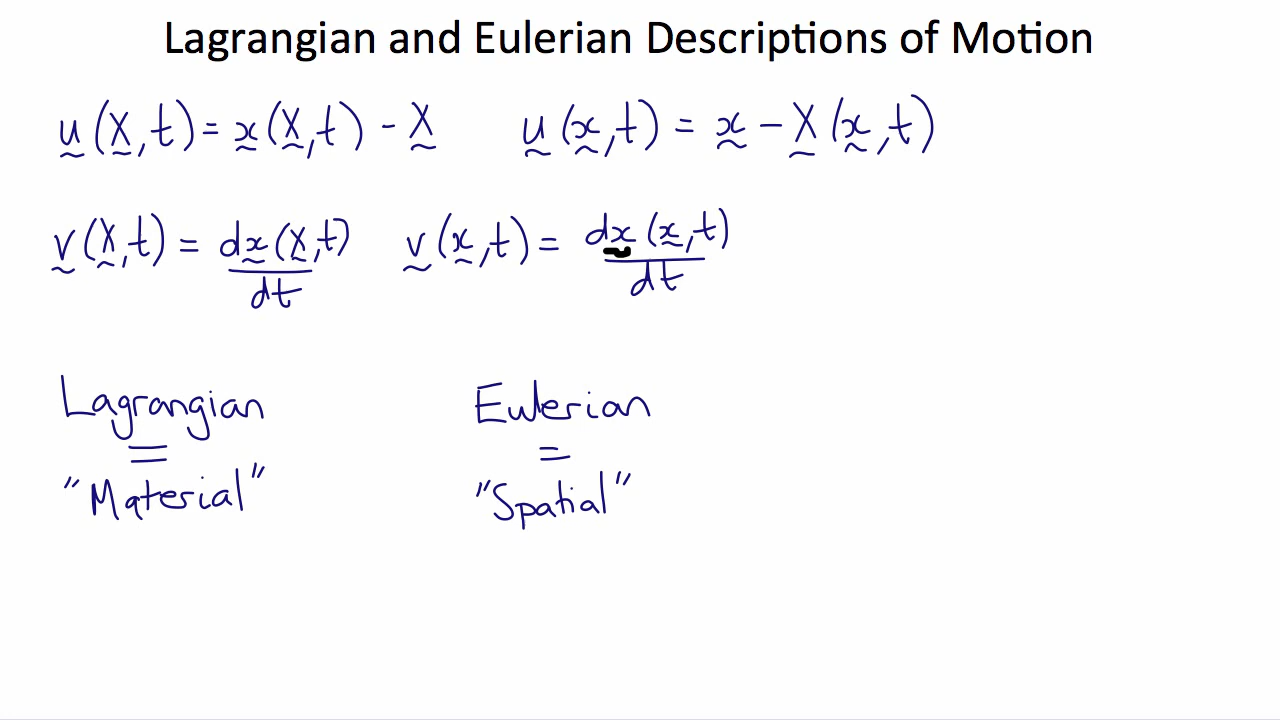 Lagrangian and Eulerian Descriptions of Motion
u(X,t) = x(X,t) - X u(x,t) = x - X(x,t)
v(X,t) = dx(X,t) v(x,t) = dx(x,t)
dt dt
Lagrangian Eulerian
= =
"Material" "Spatial"